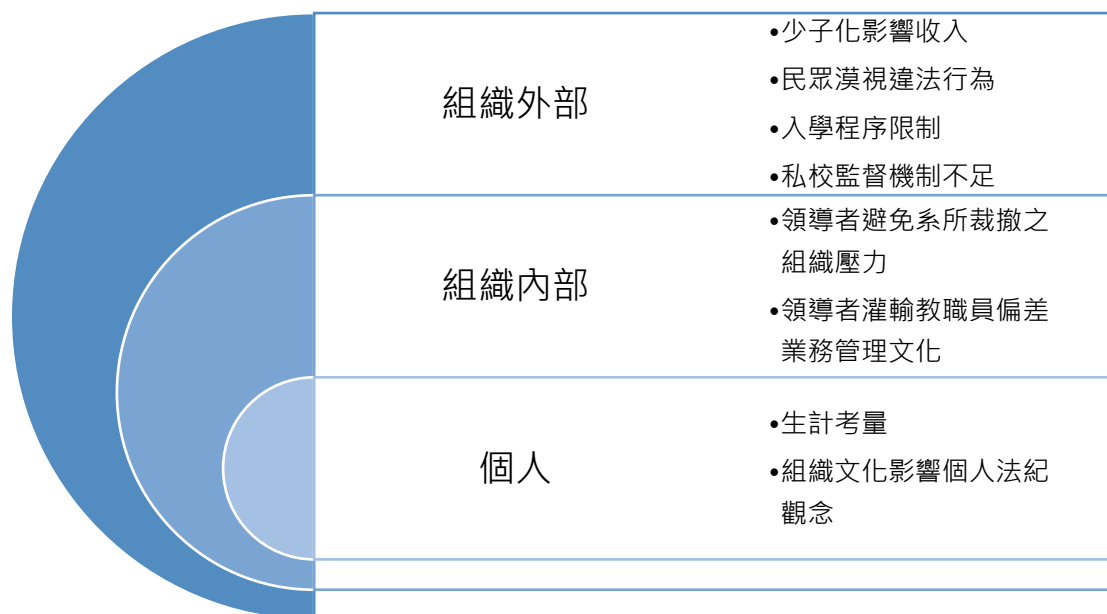 組織外部
•少子化影響收入
•民眾漠視違法行為
•入學程序限制
•私校監督機制不足
組織內部
•領導者避免系所裁撤之
組織壓力
•領導者灌輸教職員偏差
業務管理文化
個人
•生計考量
•組織文化影響個人法紀
觀念